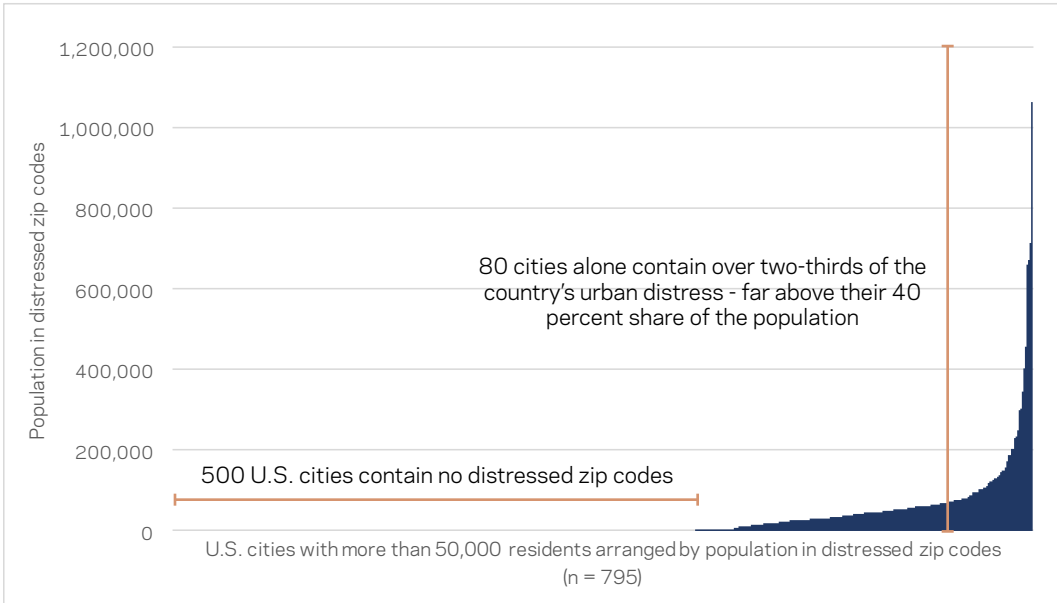 Population in distressed zip codes
1,200,000
1,000,000
800,000
600,000
400,000
200,000
0
80 cities alone contain over two-thirds of the
country's urban distress - far above their 40
percent share of the population
500 U.S. cities contain no distressed zip codes
U.S. cities with more than 50,000 residents arranged by population in distressed zip codes
(n = 795)